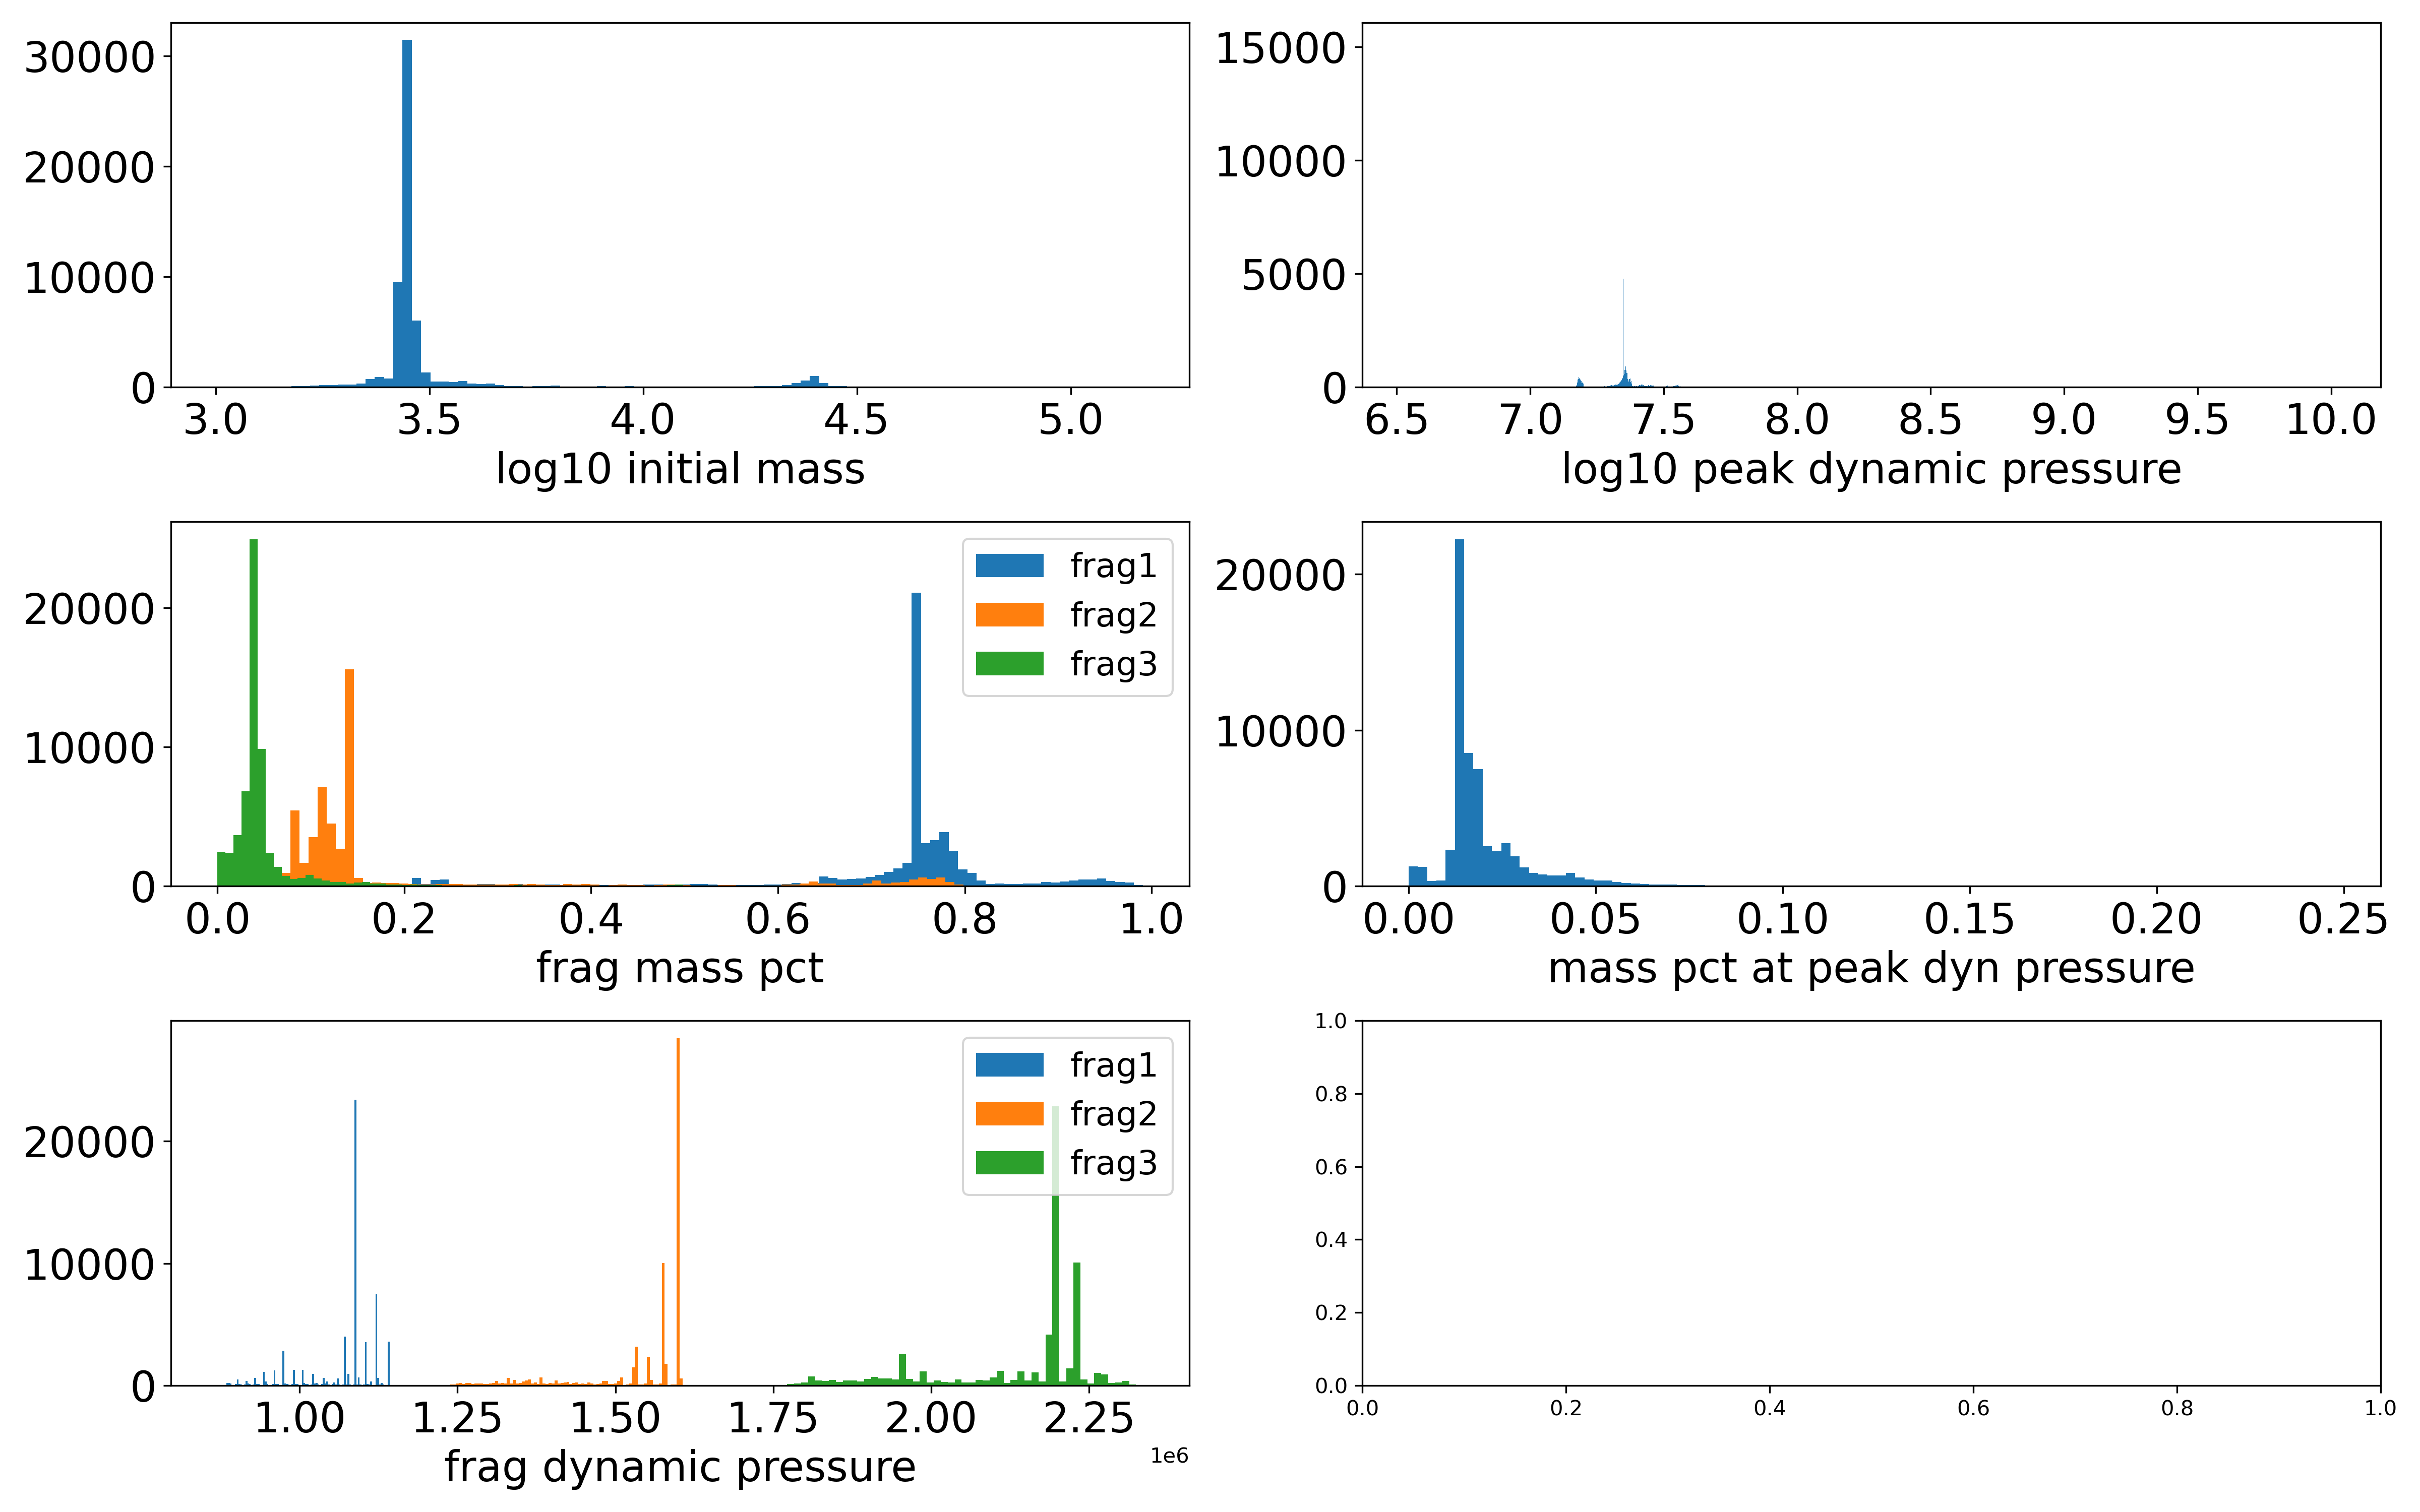 30000
20000
10000
0
3.0 3.5 4.0 4.5 5.0
log10 initial mass
15000
10000
5000
0
6.5 7.0 7.5 8.0 8.5 9.0 9.5 10.0
log10 peak dynamic pressure
20000
10000
0
0.0 0.2 0.4 0.6 0.8 1.0
frag mass pct
frag1
frag2
frag3
20000
10000
0
0.00 0.05 0.10 0.15 0.20 0.25
mass pct at peak dyn pressure
20000
10000
0
1.00 1.25 1.50 1.75 2.00 2.25
1e6
frag dynamic pressure
frag1
frag2
frag3
1.0
0.8
0.6
0.4
0.2
0.0
0.0 0.2 0.4 0.6 0.8 1.0